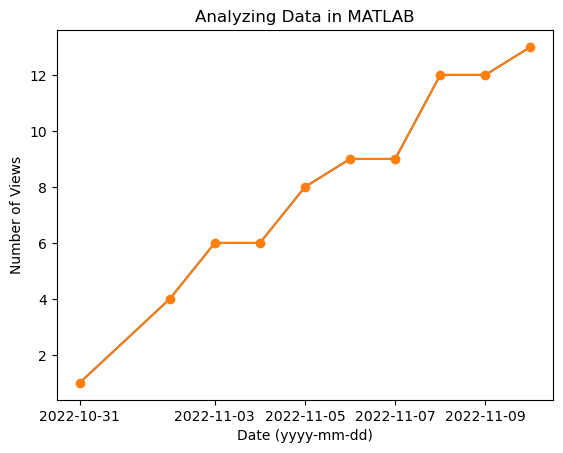 Analyzing Data in MATLAB
12
10
8
6
4
2
Number of Views
2022-10-31 2022-11-03 2022-11-05 2022-11-07 2022-11-09
Date (yyyy-mm-dd)